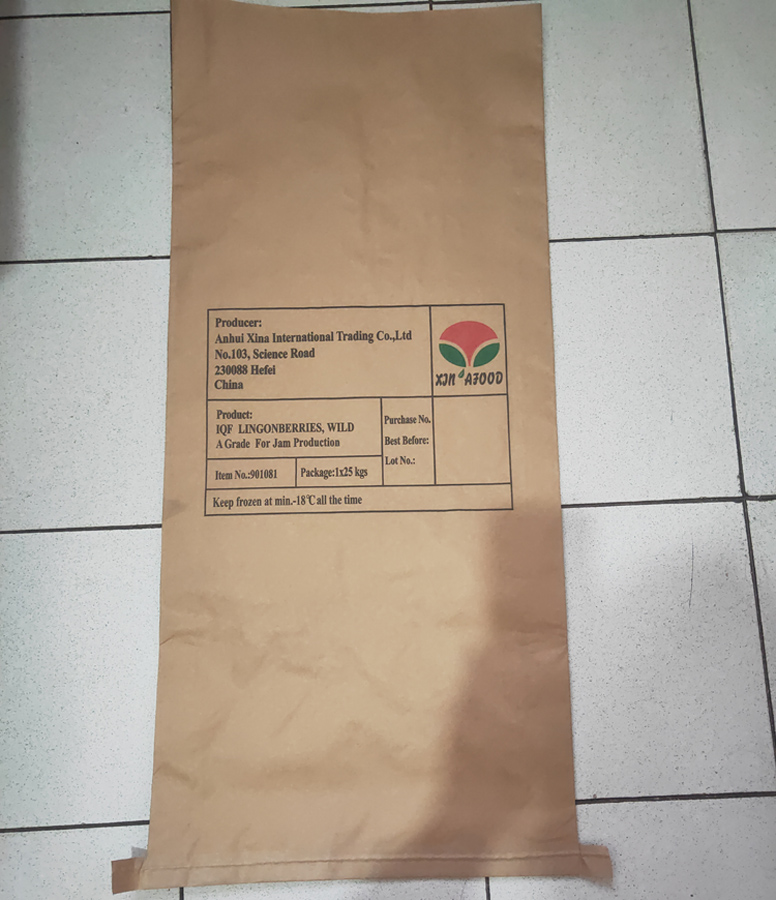 Producer:
Anhui Xina International Trading Co.,Ltd
No.103, Science Road
230088 Hefei
China
XIN AFOOD
Product:
IQF LINGONBERRIES, WILD
A Grade For Jam Production
Purchase No.
Best Before:
Lot No.:
Item No.:901081
Package:1x25 kgs
Keep frozen at min.-18℃ all the time